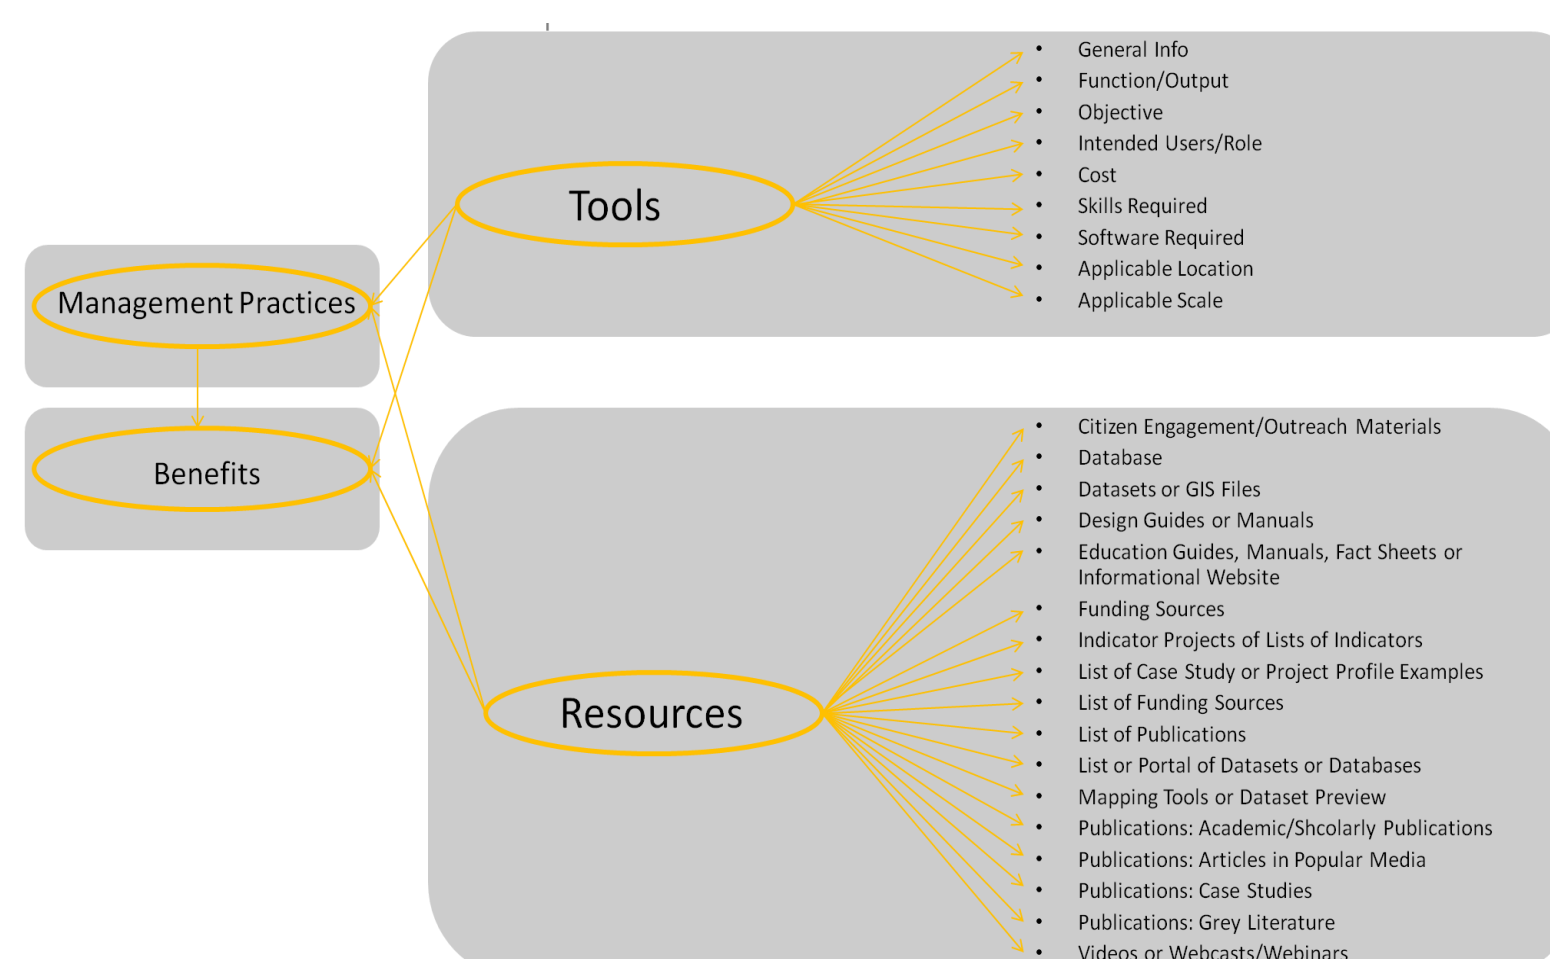 Tools
• General Info
• Function/Output
• Objective
• Intended Users/Role
• Cost
• Skills Required
• Software Required
• Applicable Location
• Applicable Scale
Management Practices
Benefits
Resources
• Citizen Engagement/Outreach Materials
• Database
• Datasets or GIS Files
• Design Guides or Manuals
• Education Guides, Manuals, Fact Sheets or
Informational Website
• Funding Sources
• Indicator Projects of Lists of Indicators
• List of Case Study or Project Profile Examples
• List of Funding Sources
• List of Publications
• List or Portal of Datasets or Databases
• Mapping Tools or Dataset Preview
• Publications: Academic/Shcolarly Publications
• Publications: Articles in Popular Media
• Publications: Case Studies
• Publications: Grey Literature
• Videos or Webcasts/Webinars